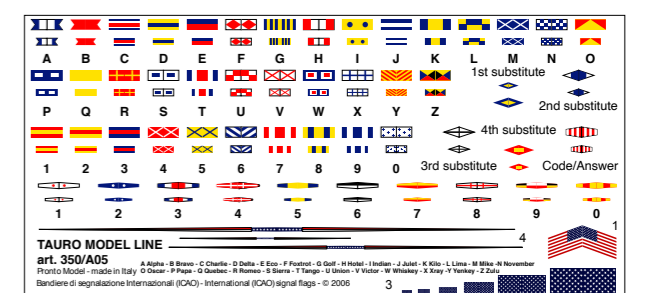 A B C D E F G H I J K L M N O
1st substitute
2nd substitute
P Q R S T U V W X Y Z
4th substitute
3rd substitute
Code/Answer
1 2 3 4 5 6 7 8 9 0
1 2 3 4 5 6 7 8 9 0
1
4
TAURO MODEL LINE
art. 350/A05
A Alpha - B Bravo - C Charlie - D Delta - E Eco - F Foxtrot - G Golf - H Hotel - I Indian - J Julet - K Kilo - L Lima - M Mike -N November
Pronto Model - made in Italy O Oscar - P Papa - Q Quebec - R Romeo - S Sierra - T Tango - U Union - V Victor - W Whiskey - X Xray -Y Yenkey - Z Zulu
Bandiere di segnalazione Internazionali (ICAO) - International (ICAO) signal flags - © 2006
3